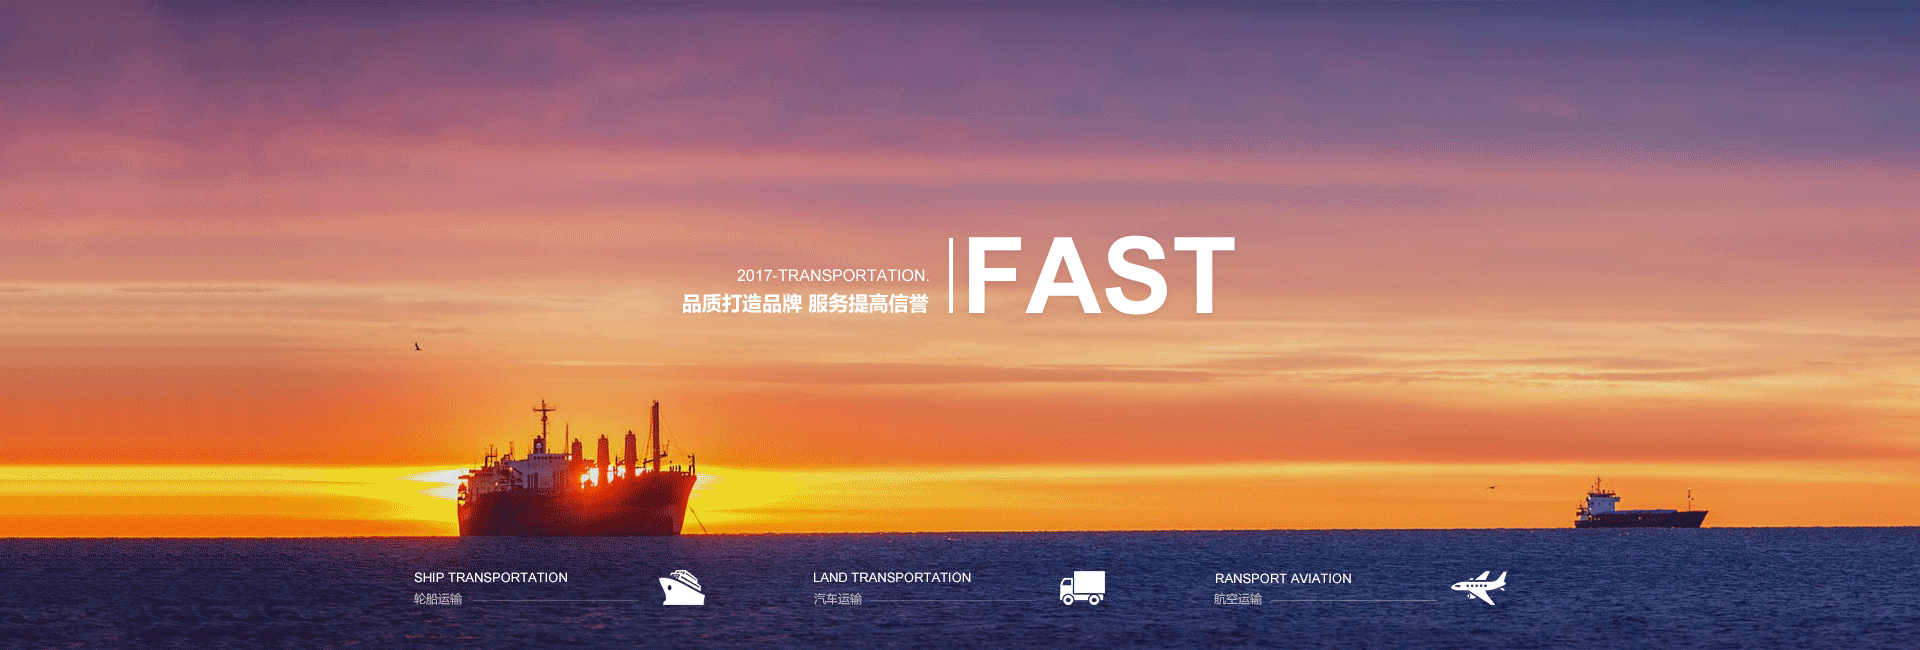 2017-TRANSPORTATION.
品质打造品牌 服务提高信誉
FAST
SHIP TRANSPORTATION
轮船运输
LAND TRANSPORTATION
汽车运输
RANSPORT AVIATION
航空运输